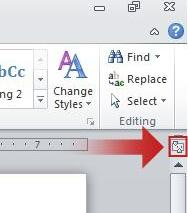 Find
Replace
Select
Editing
Change
Styles
bCc
ng 2
7